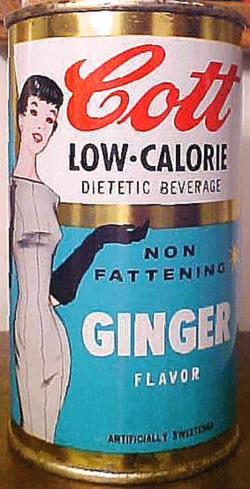 Cott
LOW-CALORIE
DIETETIC BEVERAGE
NON
FATTENING
GINGER
FLAVOR
ARTIFICIALLY SWEETENED